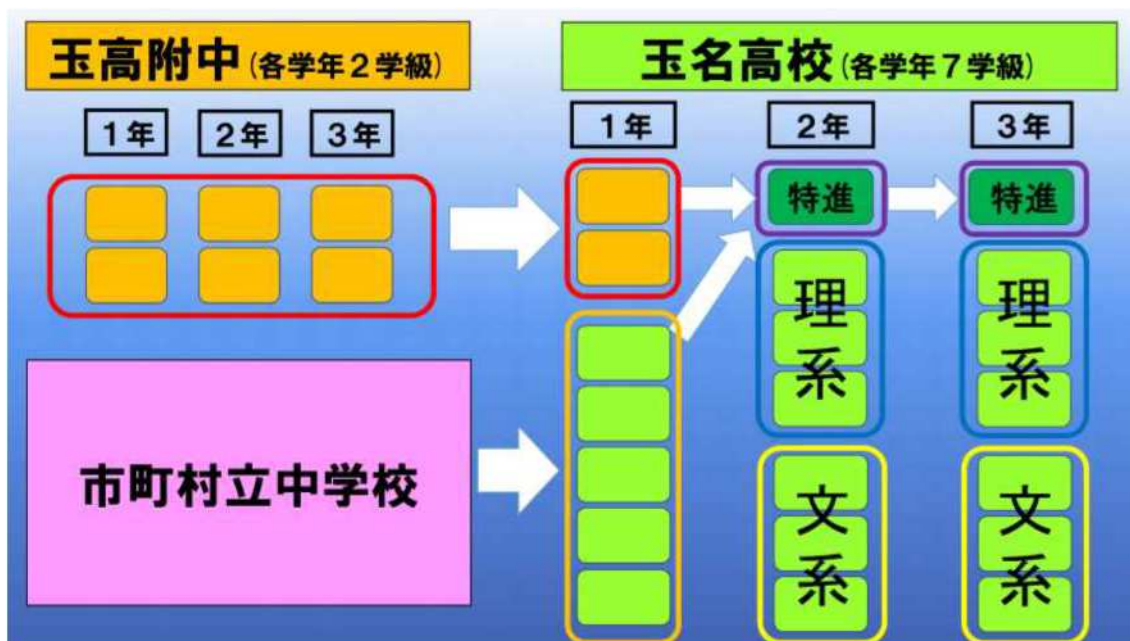 玉高附中(各学年２学級)
玉名高校(各学年７学級)
１年
２年
３年
１年
２年
３年
特進
特進
理系
理系
市町村立中学校
文系
文系